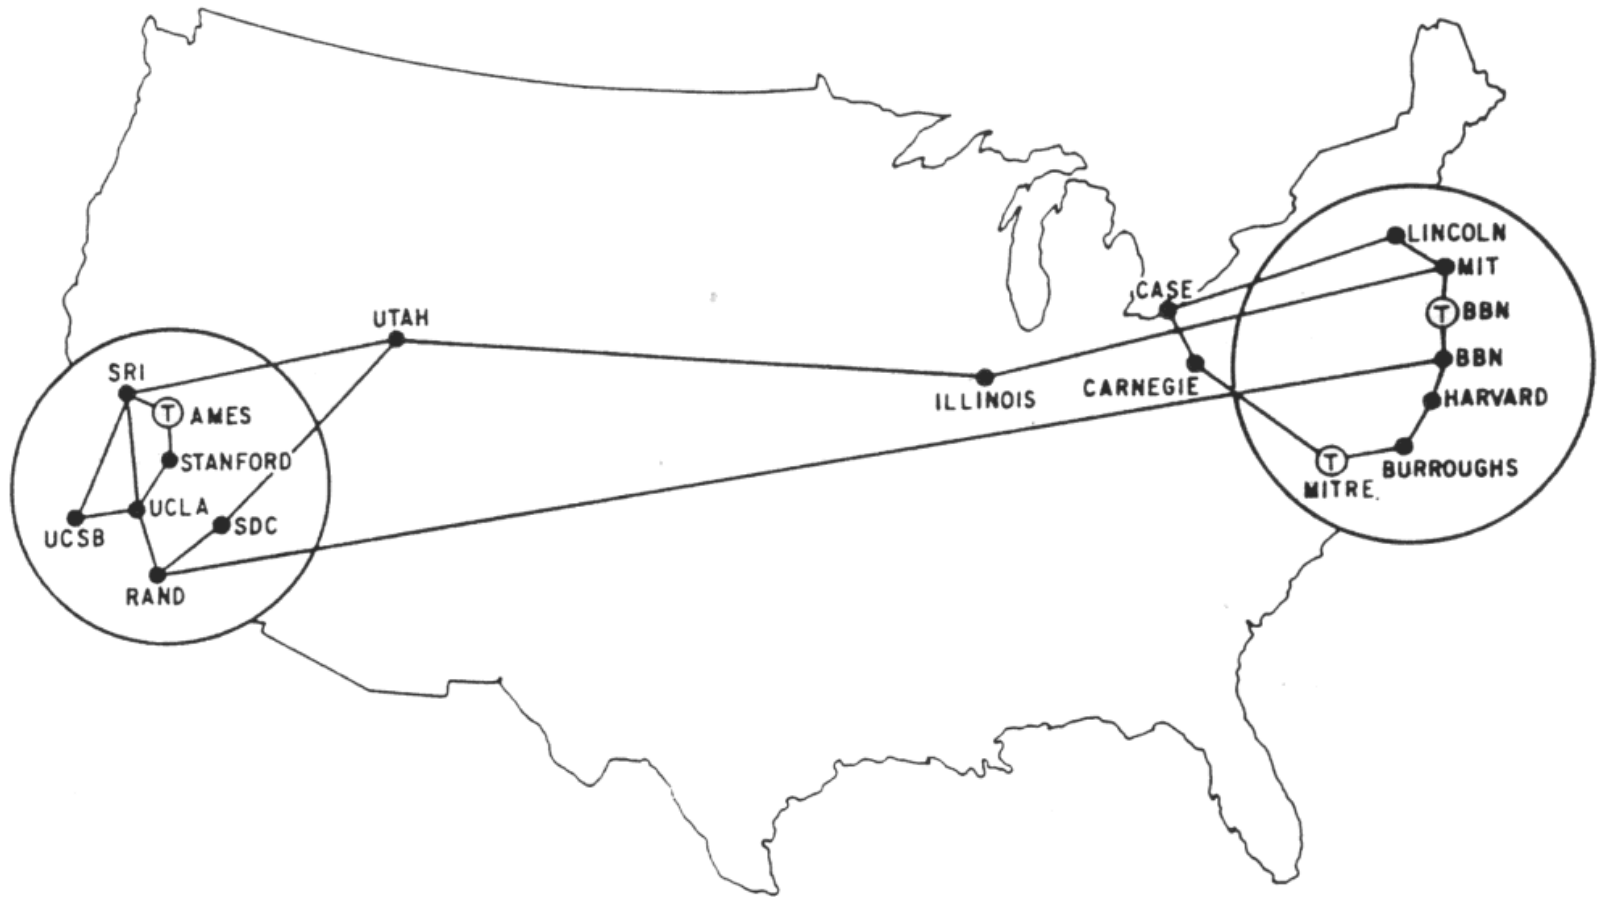 LINCOLN
MIT
T BBN
CASE
UTAH
BBN
SRI
CARNEGIE
ILLINOIS
HARVARD
T AMES
STANFORD
BURROUGHS
T
MITRE.
UCLA
SDC
UCSB
RAND